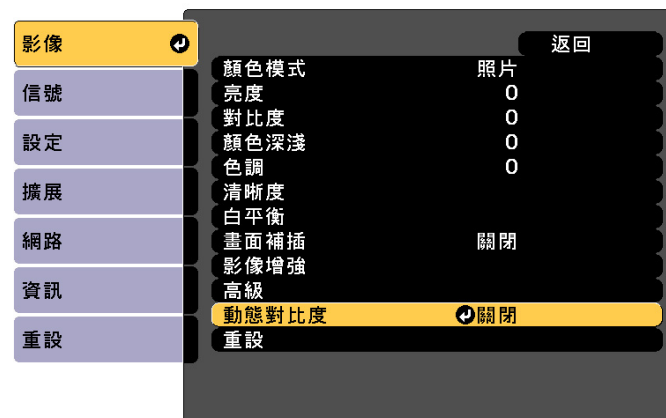 影像
信號
設定
擴展
網路
資訊
重設
返回
顏色模式 照片
亮度 0
對比度 0
顏色深淺 0
色調 0
清晰度
白平衡
畫面補插 關閉
影像增強
高級
動態對比度 關閉
重設